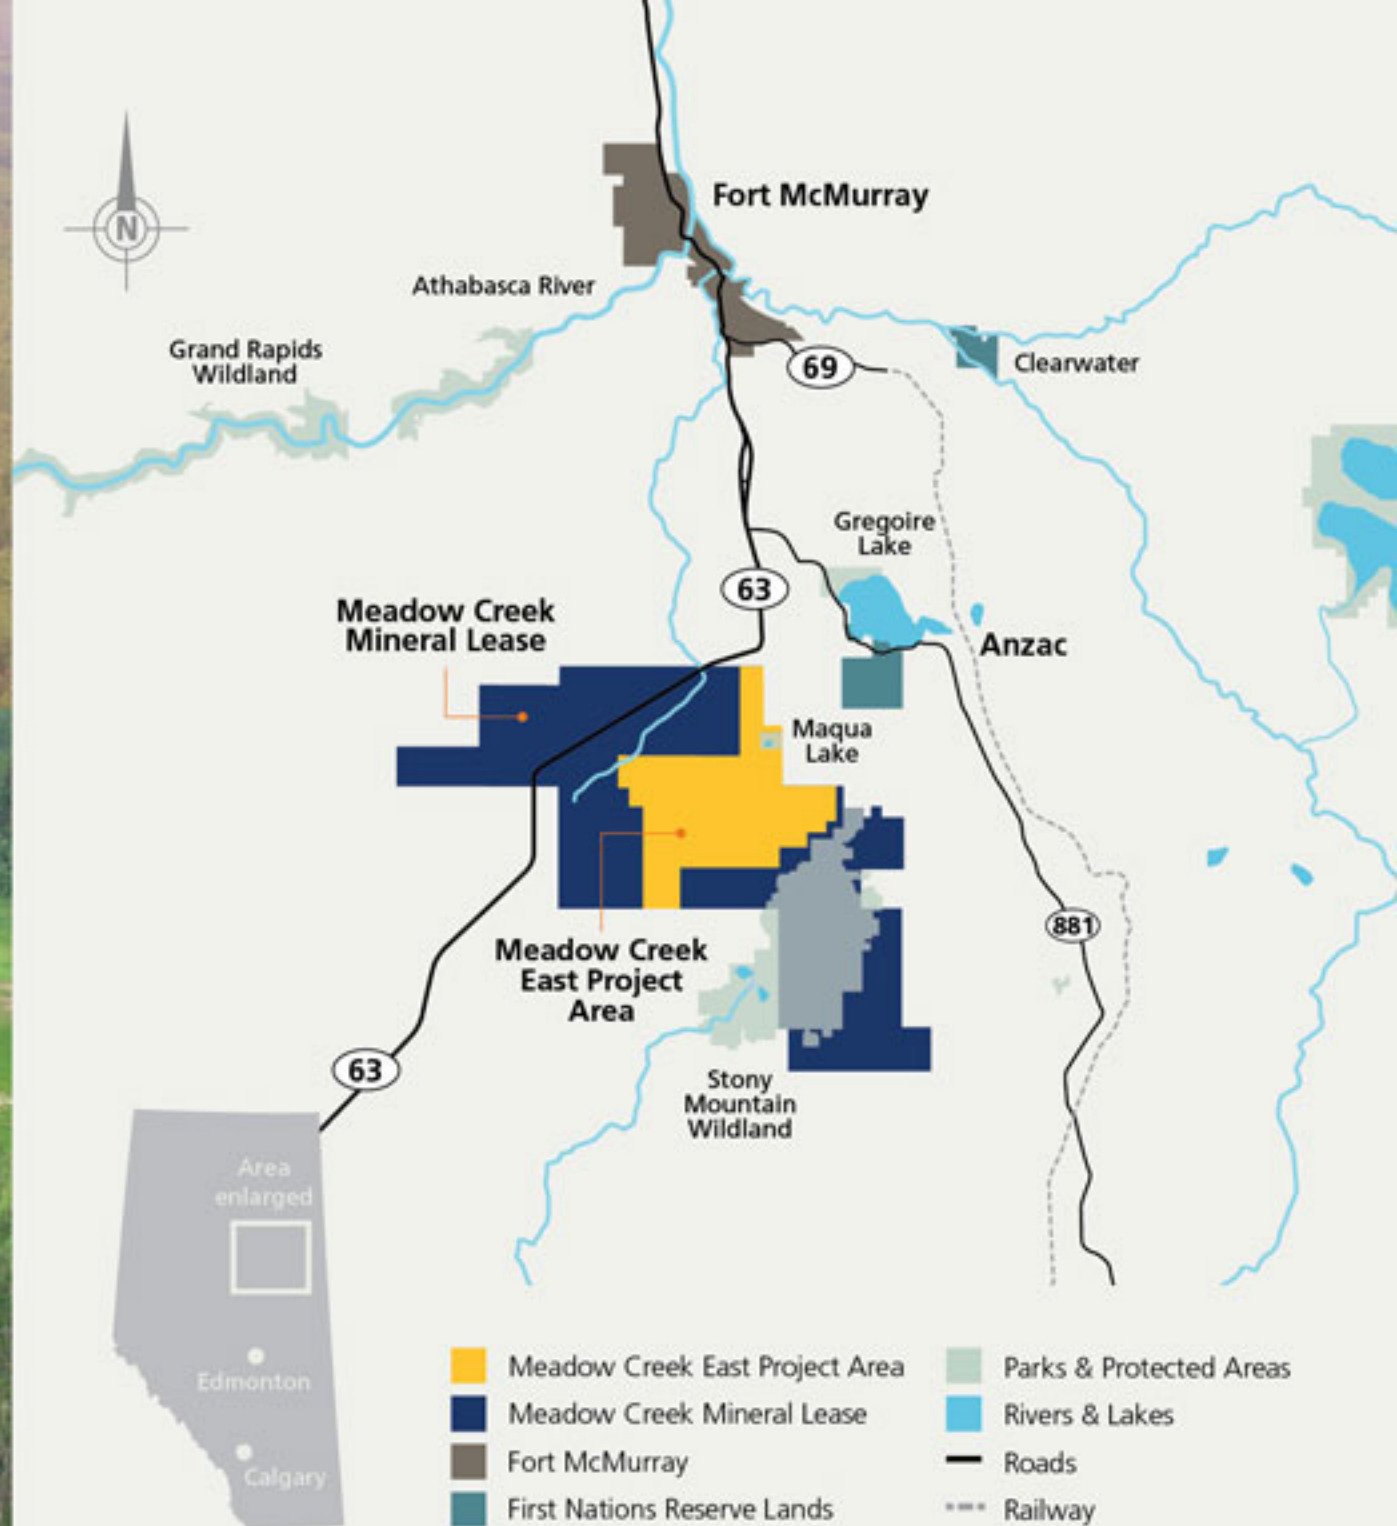 Fort McMurray
N
Athabasca River
Grand Rapids
Wildland
69
Clearwater
Gregoire
Lake
63
Meadow Creek
Mineral Lease
Anzac
Maqua
Lake
881
Meadow Creek
East Project
Area
63
Stony
Mountain
Wildland
Area
enlarged
Edmonton
Calgary
Meadow Creek East Project Area
Meadow Creek Mineral Lease
Fort McMurray
First Nations Reserve Lands
Parks & Protected Areas
Rivers & Lakes
Roads
Railway